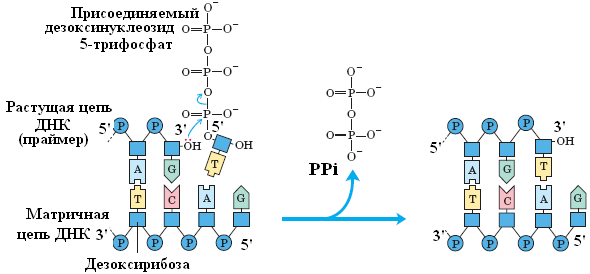 Присоединяемый
дезоксинуклеозид
5-трифосфат
O⁻
O=P—O⁻
O
O=P—O⁻
O
O=P—O⁻
O
Растущая цепь
ДНК
(праймер)
5' P P 3' OH 5' OH
A G T
T C A G
Матричная
цепь ДНК 3' P P P P 5'
Дезоксирибоза
O⁻
O=P—O⁻
O
O=P—O⁻
O⁻
PPi
5' P P P 3' OH
A G T
T C A G
3' P P P P 5'